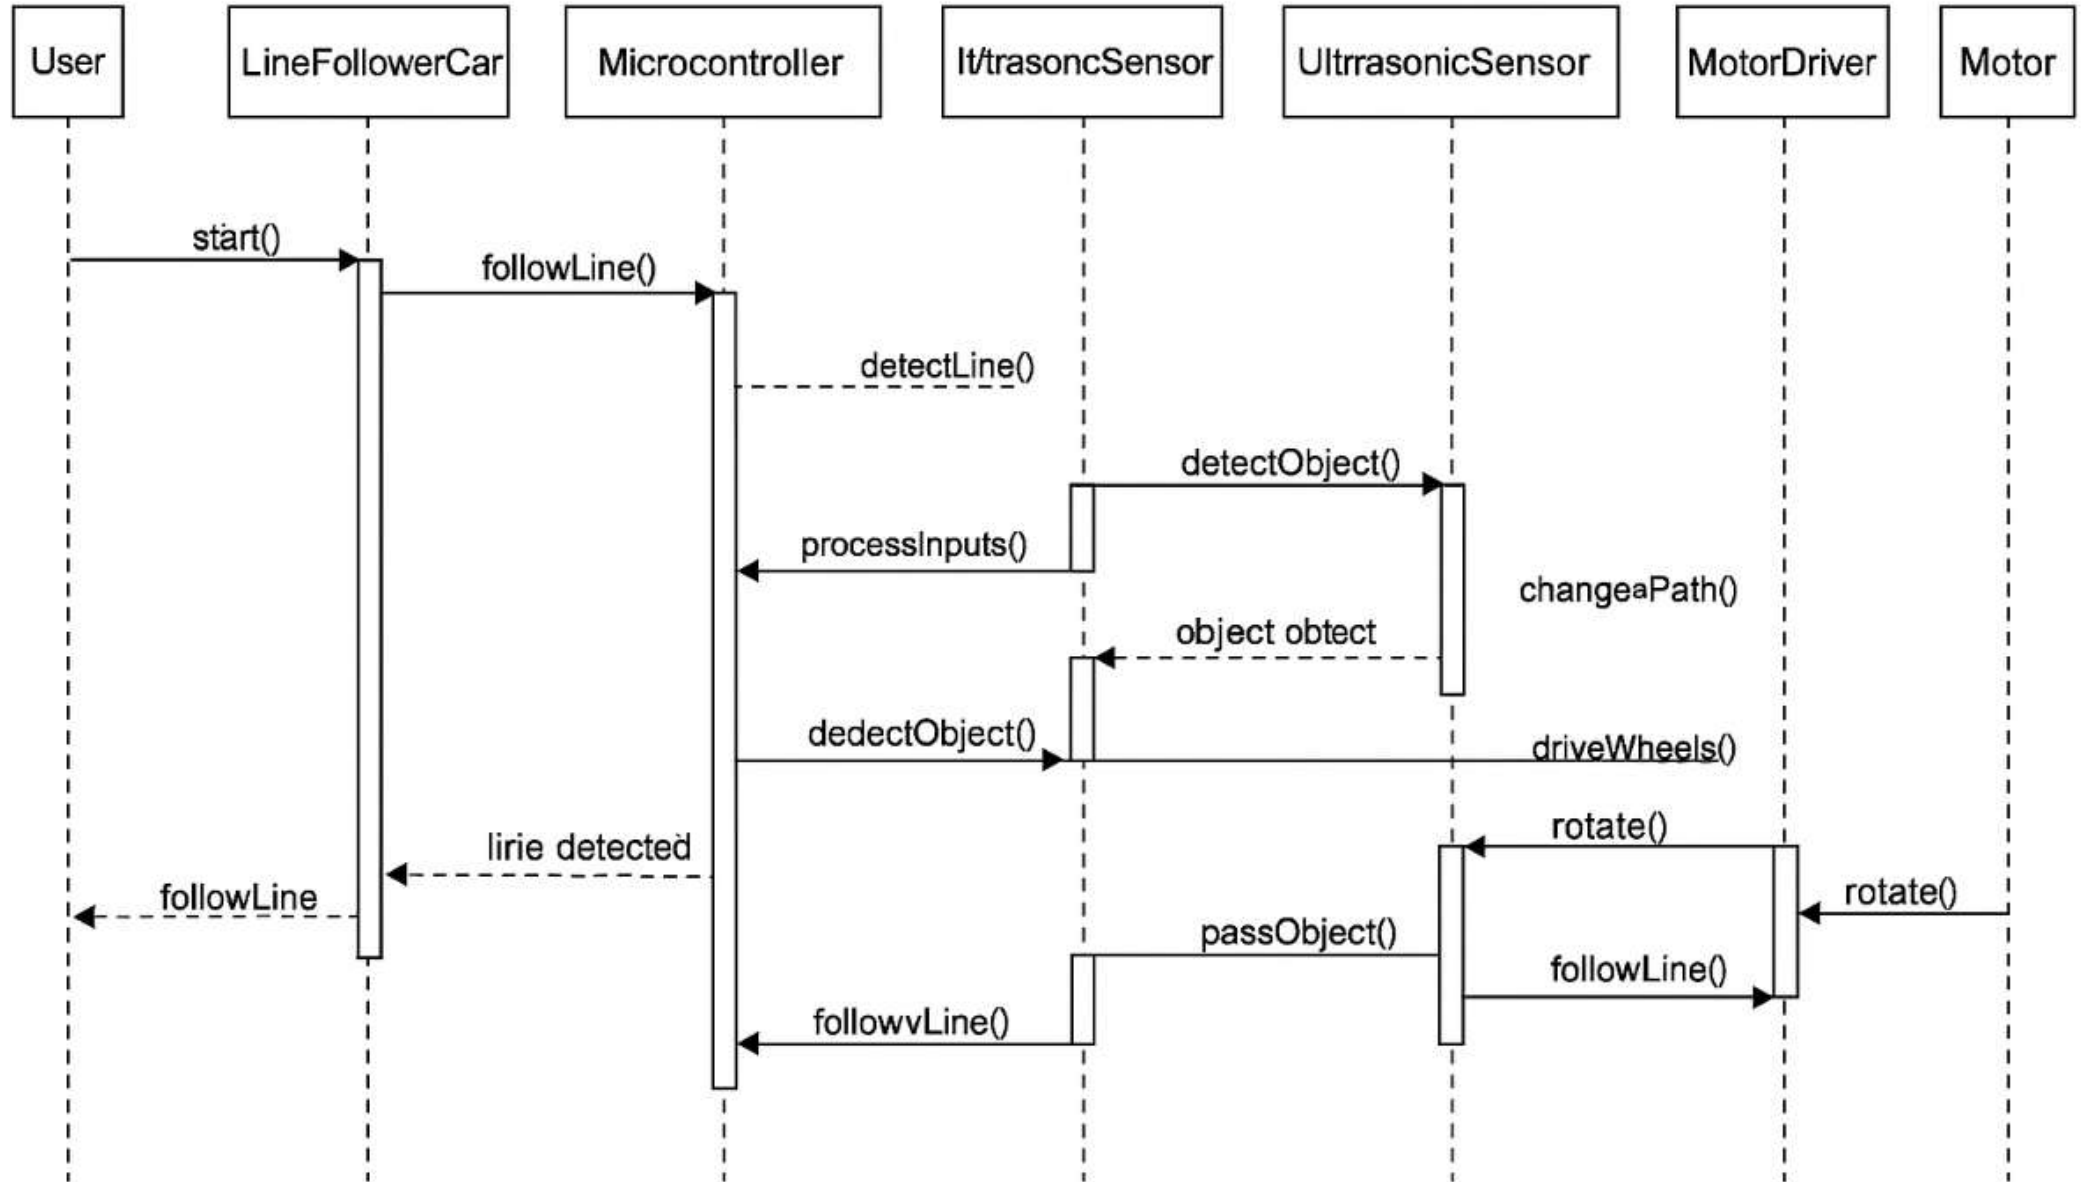 User
LineFollowerCar
Microcontroller
It/trasoncSensor
UltrrasonicSensor
MotorDriver
Motor
start()
followLine()
detectLine()
detectObject()
processInputs()
changeaPath()
object obtect
dedectObject()
driveWheels()
rotate()
lirie detected
followLine
rotate()
passObject()
followLine()
followvLine()